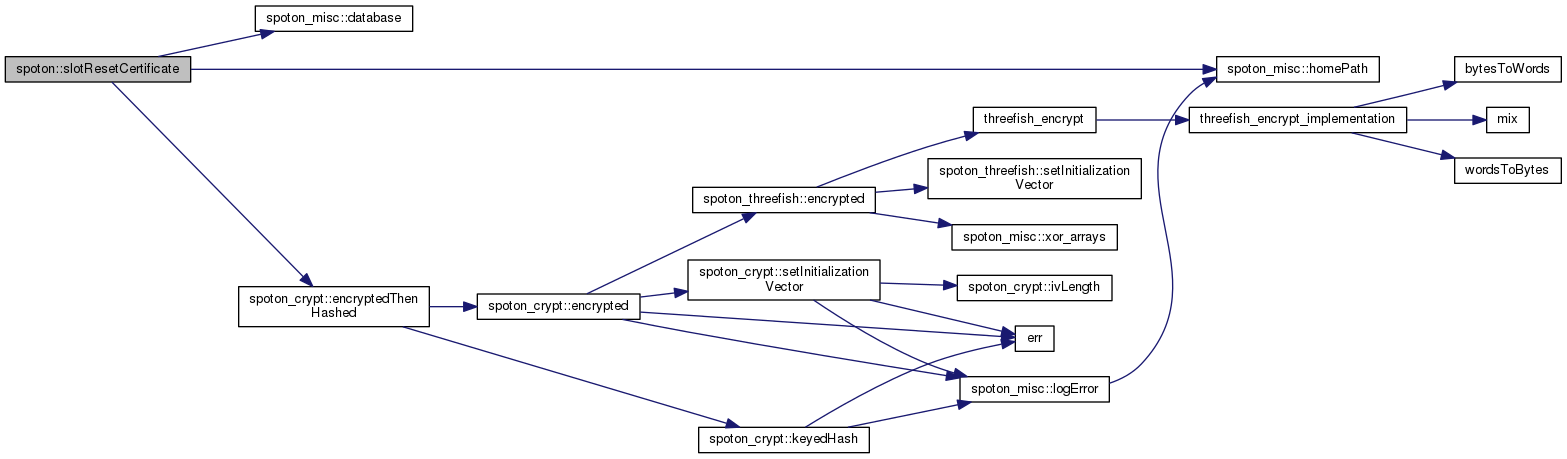 spoton_misc::database
spoton::slotResetCertificate
spoton_misc::homePath
bytesToWords
threefish_encrypt
threefish_encrypt_implementation
mix
spoton_threefish::setInitialization
Vector
wordsToBytes
spoton_threefish::encrypted
spoton_misc::xor_arrays
spoton_crypt::setInitialization
Vector
spoton_crypt::ivLength
spoton_crypt::encryptedThen
Hashed
spoton_crypt::encrypted
err
spoton_misc::logError
spoton_crypt::keyedHash